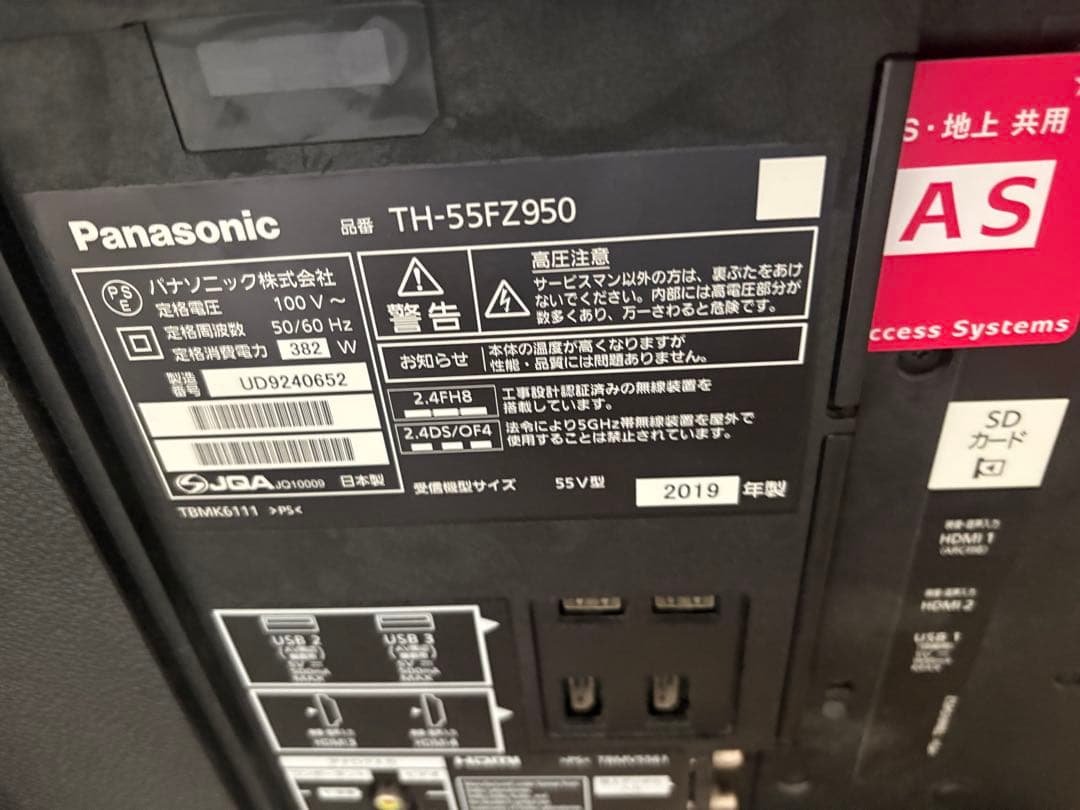 Panasonic 品番 TH-55FZ950
PSE パナソニック株式会社
定格電圧 100 V ～
定格周波数 50/60 Hz
定格消費電力 382 W
製造番号 UD9240652
JQA JQ10009 日本製
TBMK6111 >PS<
警告
高圧注意
サービスマン以外の方は、裏ぶたをあけ
ないでください。内部には高電圧部分が
数多くあり、万一さわると危険です。
お知らせ
本体の温度が高くなりますが
性能・品質には問題ありません。
2.4FH8
工事設計認証済みの無線装置を
搭載しています。
2.4DS/OF4
法令により5GHz帯無線装置を屋外で
使用することは禁止されています。
受信機型サイズ 55V型 2019 年製
S・地上 共用
AS
ccess Systems
SD
カード
HDMI 1
HDMI 2
USB 1
USB 2
USB 3
500mA
MAX
500mA
MAX